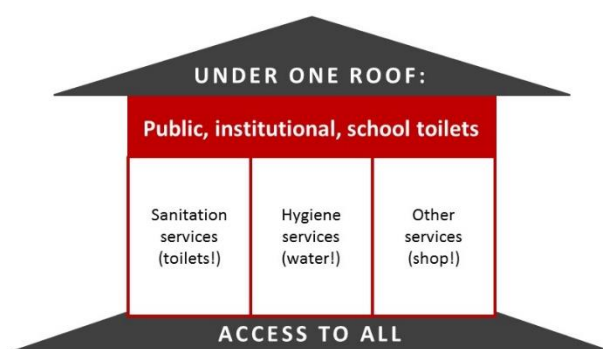 UNDER ONE ROOF:
Public, institutional, school toilets
Sanitation
services
(toilets!)
Hygiene
services
(water!)
Other
services
(shop!)
ACCESS TO ALL